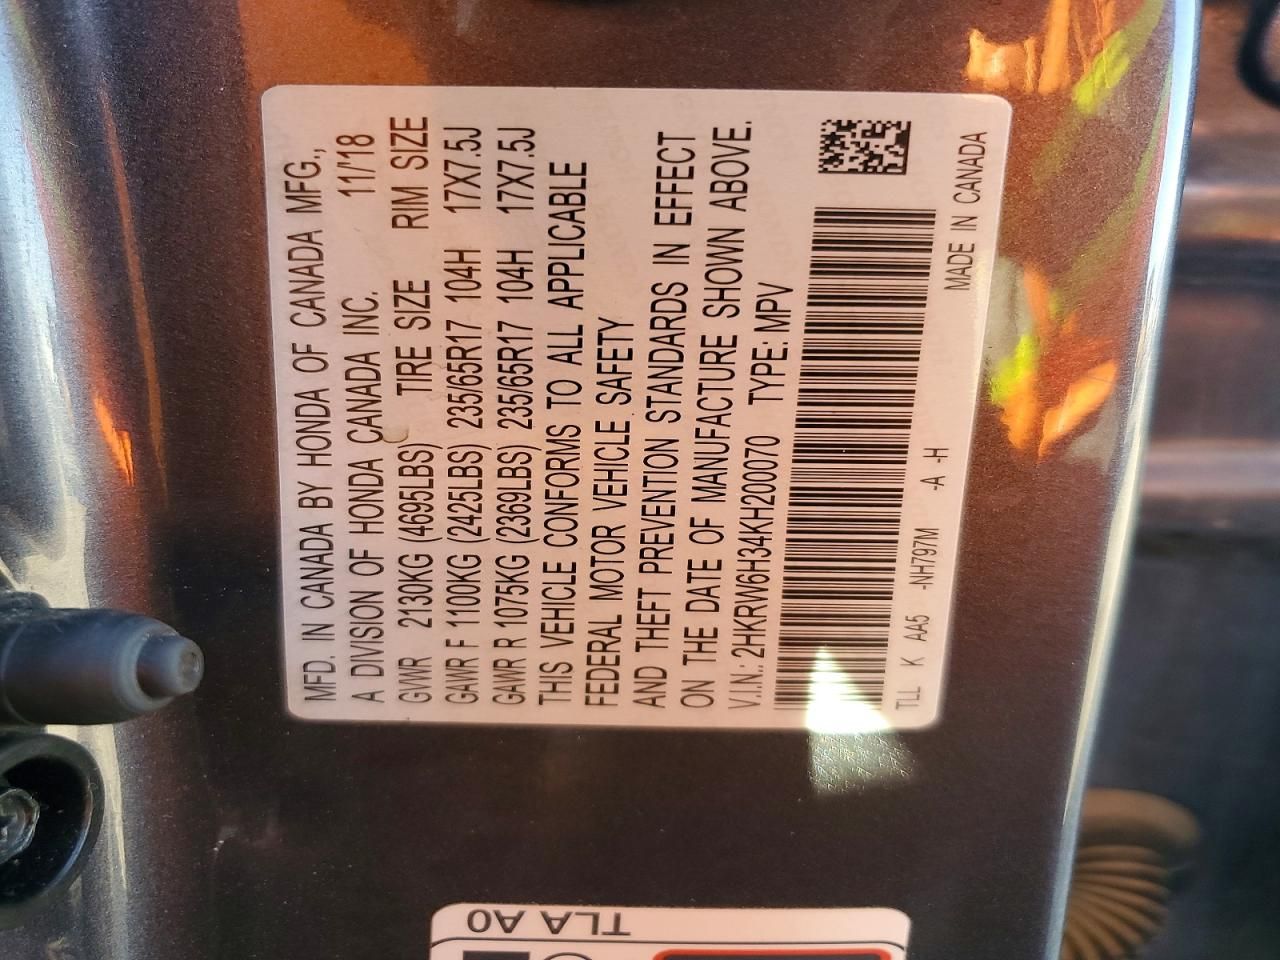 MFD. IN CANADA BY HONDA OF CANADA MFG.,
A DIVISION OF HONDA CANADA INC. 11/'18
GVWR 2130KG (4695LBS) TIRE SIZE RIM SIZE
GAWR F 1100KG (2425LBS) 235/65R17 104H 17X7.5J
GAWR R 1075KG (2369LBS) 235/65R17 104H 17X7.5J
THIS VEHICLE CONFORMS TO ALL APPLICABLE
FEDERAL MOTOR VEHICLE SAFETY
AND THEFT PREVENTION STANDARDS IN EFFECT
ON THE DATE OF MANUFACTURE SHOWN ABOVE.
V.I.N.: 2HKRW6H34KH200070 TYPE: MPV
TLL K AA5 -NH797M -A -H
MADE IN CANADA
TLA A0